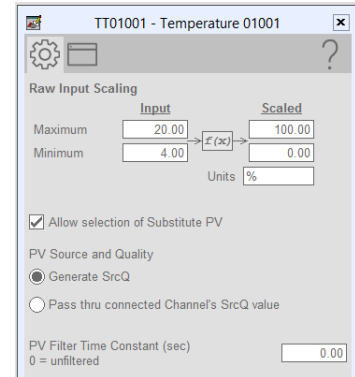 TT01001 - Temperature 01001
Raw Input Scaling
Input Scaled
Maximum 20.00 f(x) 100.00
Minimum 4.00 0.00
Units %
Allow selection of Substitute PV
PV Source and Quality
Generate SrcQ
Pass thru connected Channel's SrcQ value
PV Filter Time Constant (sec)
0 = unfiltered 0.00